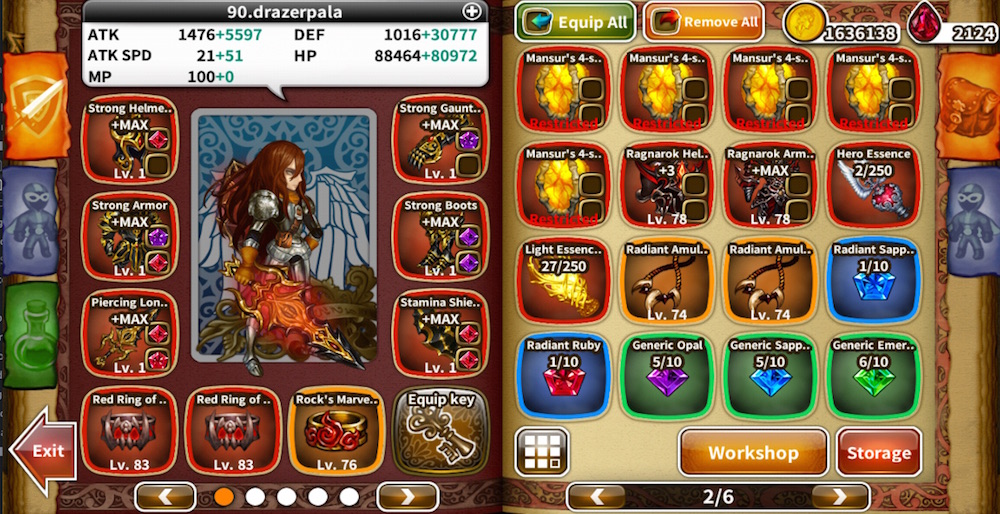 90.drazerpala
ATK 1476+5597 DEF 1016+30777
ATK SPD 21+51 HP 88464+80972
MP 100+0
Strong Helme..
+MAX
Lv. 1
Strong Gaunt..
+MAX
Lv. 1
Strong Armor
+MAX
Lv. 1
Strong Boots
+MAX
Lv. 1
Piercing Lon..
+MAX
Lv. 1
Stamina Shie..
+MAX
Lv. 1
Red Ring of ..
Lv. 83
Red Ring of ..
Lv. 83
Rock's Marve..
Lv. 76
Equip key
Exit
Equip All
Remove All
1636138
2124
Mansur's 4-s..
Restricted
Mansur's 4-s..
Restricted
Mansur's 4-s..
Restricted
Mansur's 4-s..
Restricted
Mansur's 4-s..
Restricted
Ragnarok Hel..
+3
Lv. 78
Ragnarok Arm..
+MAX
Lv. 78
Hero Essence
2/250
Light Essenc..
27/250
Radiant Amul..
Lv. 74
Radiant Amul..
Lv. 74
Radiant Sapp..
1/10
Radiant Ruby
1/10
Generic Opal
5/10
Generic Sapp..
5/10
Generic Emer..
6/10
Workshop
Storage
2/6